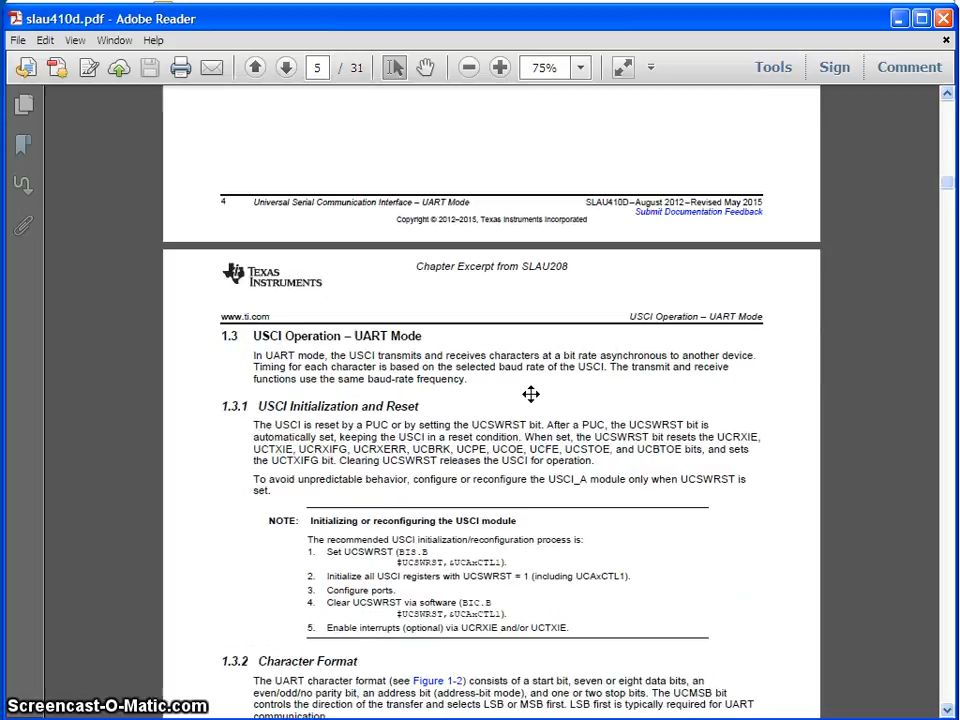 slau410d.pdf - Adobe Reader
File Edit View Window Help
5 / 31 75% Tools Sign Comment
4 Universal Serial Communication Interface – UART Mode SLAU410D–August 2012–Revised May 2015
Submit Documentation Feedback
Copyright © 2012–2015, Texas Instruments Incorporated
TEXAS INSTRUMENTS
Chapter Excerpt from SLAU208
www.ti.com USCI Operation – UART Mode
1.3 USCI Operation – UART Mode
In UART mode, the USCI transmits and receives characters at a bit rate asynchronous to another device.
Timing for each character is based on the selected baud rate of the USCI. The transmit and receive
functions use the same baud-rate frequency.
1.3.1 USCI Initialization and Reset
The USCI is reset by a PUC or by setting the UCSWRST bit. After a PUC, the UCSWRST bit is
automatically set, keeping the USCI in a reset condition. When set, the UCSWRST bit resets the UCRXIE,
UCTXIE, UCRXIFG, UCRXERR, UCBRK, UCPE, UCOE, UCFE, UCSTOE, and UCBTOE bits, and sets
the UCTXIFG bit. Clearing UCSWRST releases the USCI for operation.
To avoid unpredictable behavior, configure or reconfigure the USCI_A module only when UCSWRST is
set.
NOTE: Initializing or reconfiguring the USCI module
The recommended USCI initialization/reconfiguration process is:
1. Set UCSWRST (BIS.B
#UCSWRST,&UCAxCTL1).
2. Initialize all USCI registers with UCSWRST = 1 (including UCAxCTL1).
3. Configure ports.
4. Clear UCSWRST via software (BIC.B
#UCSWRST,&UCAxCTL1).
5. Enable interrupts (optional) via UCRXIE and/or UCTXIE.
1.3.2 Character Format
The UART character format (see Figure 1-2) consists of a start bit, seven or eight data bits, an
even/odd/no parity bit, an address bit (address-bit mode), and one or two stop bits. The UCMSB bit
controls the direction of the transfer and selects LSB or MSB first. LSB first is typically required for UART
communication.
Screencast-O-Matic.com